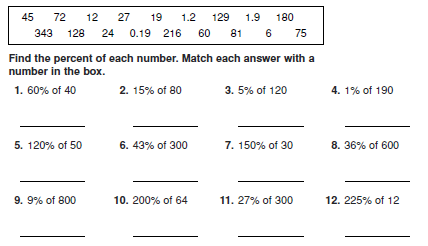 45 72 12 27 19 1.2 129 1.9 180
343 128 24 0.19 216 60 81 6 75
Find the percent of each number. Match each answer with a
number in the box.
1. 60% of 40 2. 15% of 80 3. 5% of 120 4. 1% of 190
5. 120% of 50 6. 43% of 300 7. 150% of 30 8. 36% of 600
9. 9% of 800 10. 200% of 64 11. 27% of 300 12. 225% of 12